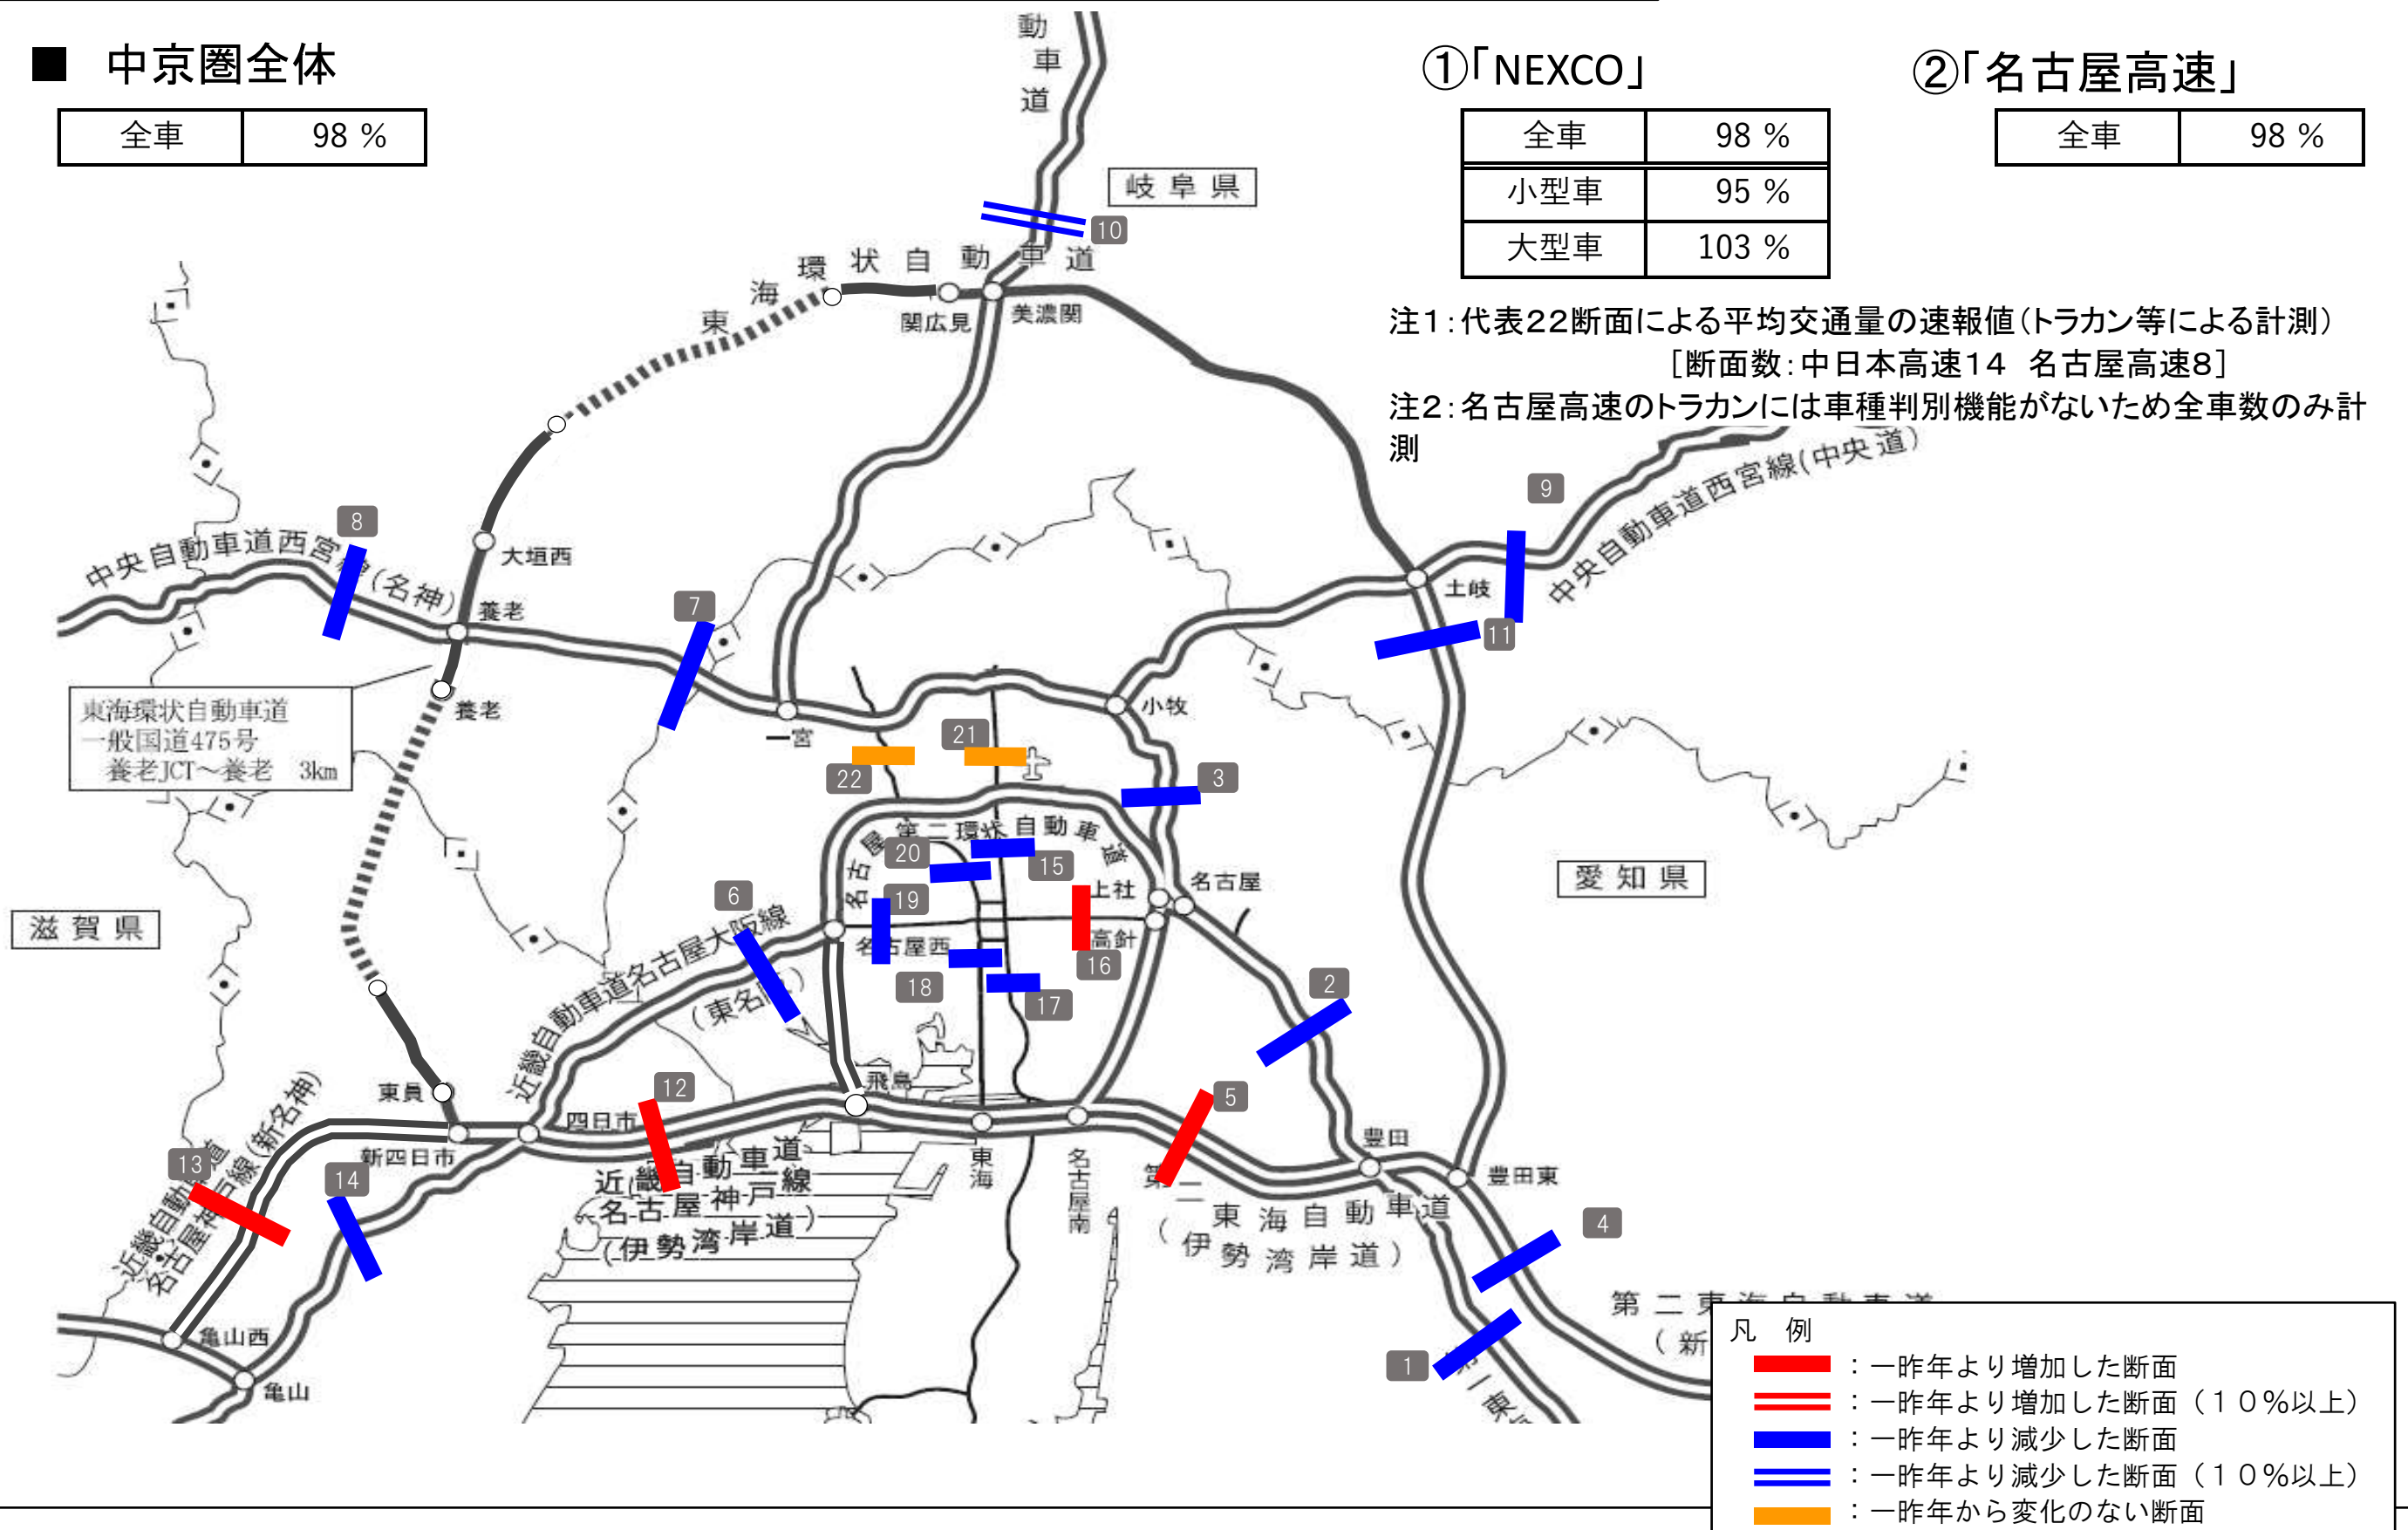 ■ 中京圏全体
全車 98 %
①「NEXCO」
全車 98 %
小型車 95 %
大型車 103 %
②「名古屋高速」
全車 98 %
注1:代表22断面による平均交通量の速報値(トラカン等による計測)
[断面数:中日本高速14 名古屋高速8]
注2:名古屋高速のトラカンには車種判別機能がないため全車数のみ計
測
動車道
岐阜県
10
東海環状自動車道
関広見
美濃関
9
中央自動車道西宮線(中央道)
8
中央自動車道西宮線(名神)
大垣西
養老
7
土岐
11
東海環状自動車道
一般国道475号
養老JCT～養老 3km
養老
一宮
小牧
21
22
3
名古屋第二環状自動車道
20
15
19
上社
名古屋
愛知県
6
滋賀県
近畿自動車道名古屋大阪線
(東名阪)
名古屋西
高針
16
18
17
2
東員
飛島
12
5
四日市
新四日市
13
14
近畿自動車道
名古屋神戸線(新名神)
近畿自動車道
名古屋神戸線
(伊勢湾岸道)
東海
名古屋南
豊田
豊田東
第二東海自動車道
(伊勢湾岸道)
4
亀山西
亀山
1
第二東海自動車道
(新
凡 例
:一昨年より増加した断面
:一昨年より増加した断面(10%以上)
:一昨年より減少した断面
:一昨年より減少した断面(10%以上)
:一昨年から変化のない断面